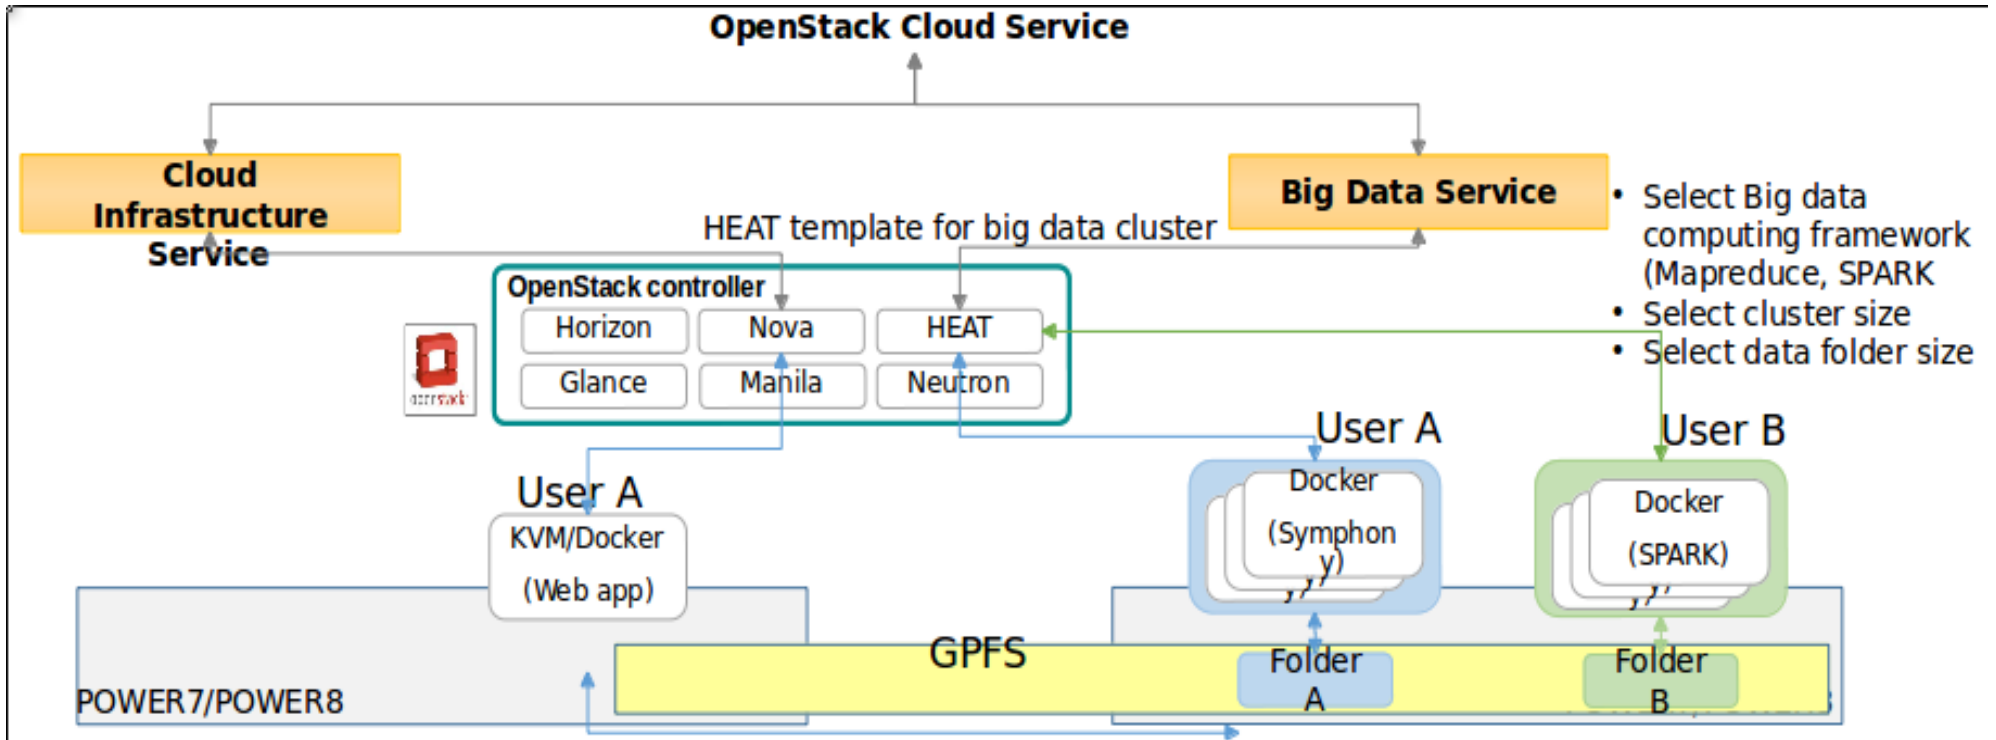 OpenStack Cloud Service
Cloud
Infrastructure
Service
Big Data Service
• Select Big data
computing framework
(Mapreduce, SPARK
• Select cluster size
• Select data folder size
HEAT template for big data cluster
OpenStack controller
Horizon
Nova
HEAT
Glance
Manila
Neutron
openstack
User A
KVM/Docker
(Web app)
User A
Docker
(Symphon
y)
y)
y)
User B
Docker
(SPARK)
y)
y)
GPFS
Folder
A
Folder
B
POWER7/POWER8